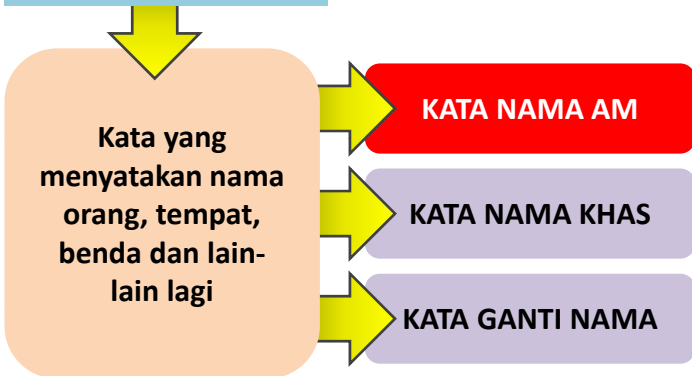 Kata yang
menyatakan nama
orang, tempat,
benda dan lain-
lain lagi
KATA NAMA AM
KATA NAMA KHAS
KATA GANTI NAMA